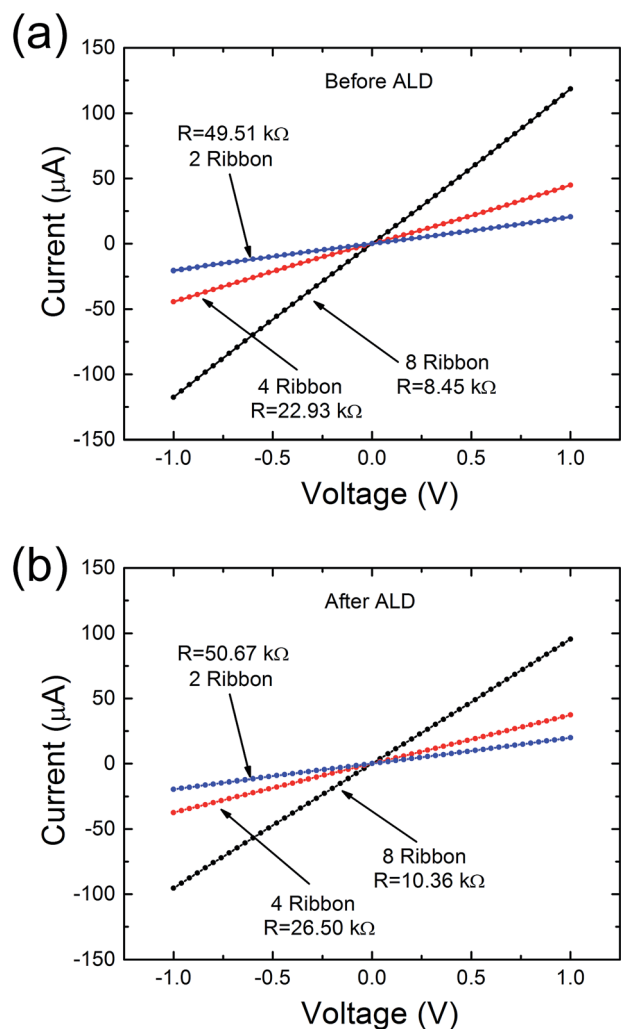 (a)
150
100
50
0
-50
-100
-150
Current (μA)
Before ALD
R=49.51 kΩ
2 Ribbon
8 Ribbon
R=8.45 kΩ
4 Ribbon
R=22.93 kΩ
-1.0 -0.5 0.0 0.5 1.0
Voltage (V)
(b)
150
100
50
0
-50
-100
-150
Current (μA)
After ALD
R=50.67 kΩ
2 Ribbon
8 Ribbon
R=10.36 kΩ
4 Ribbon
R=26.50 kΩ
-1.0 -0.5 0.0 0.5 1.0
Voltage (V)